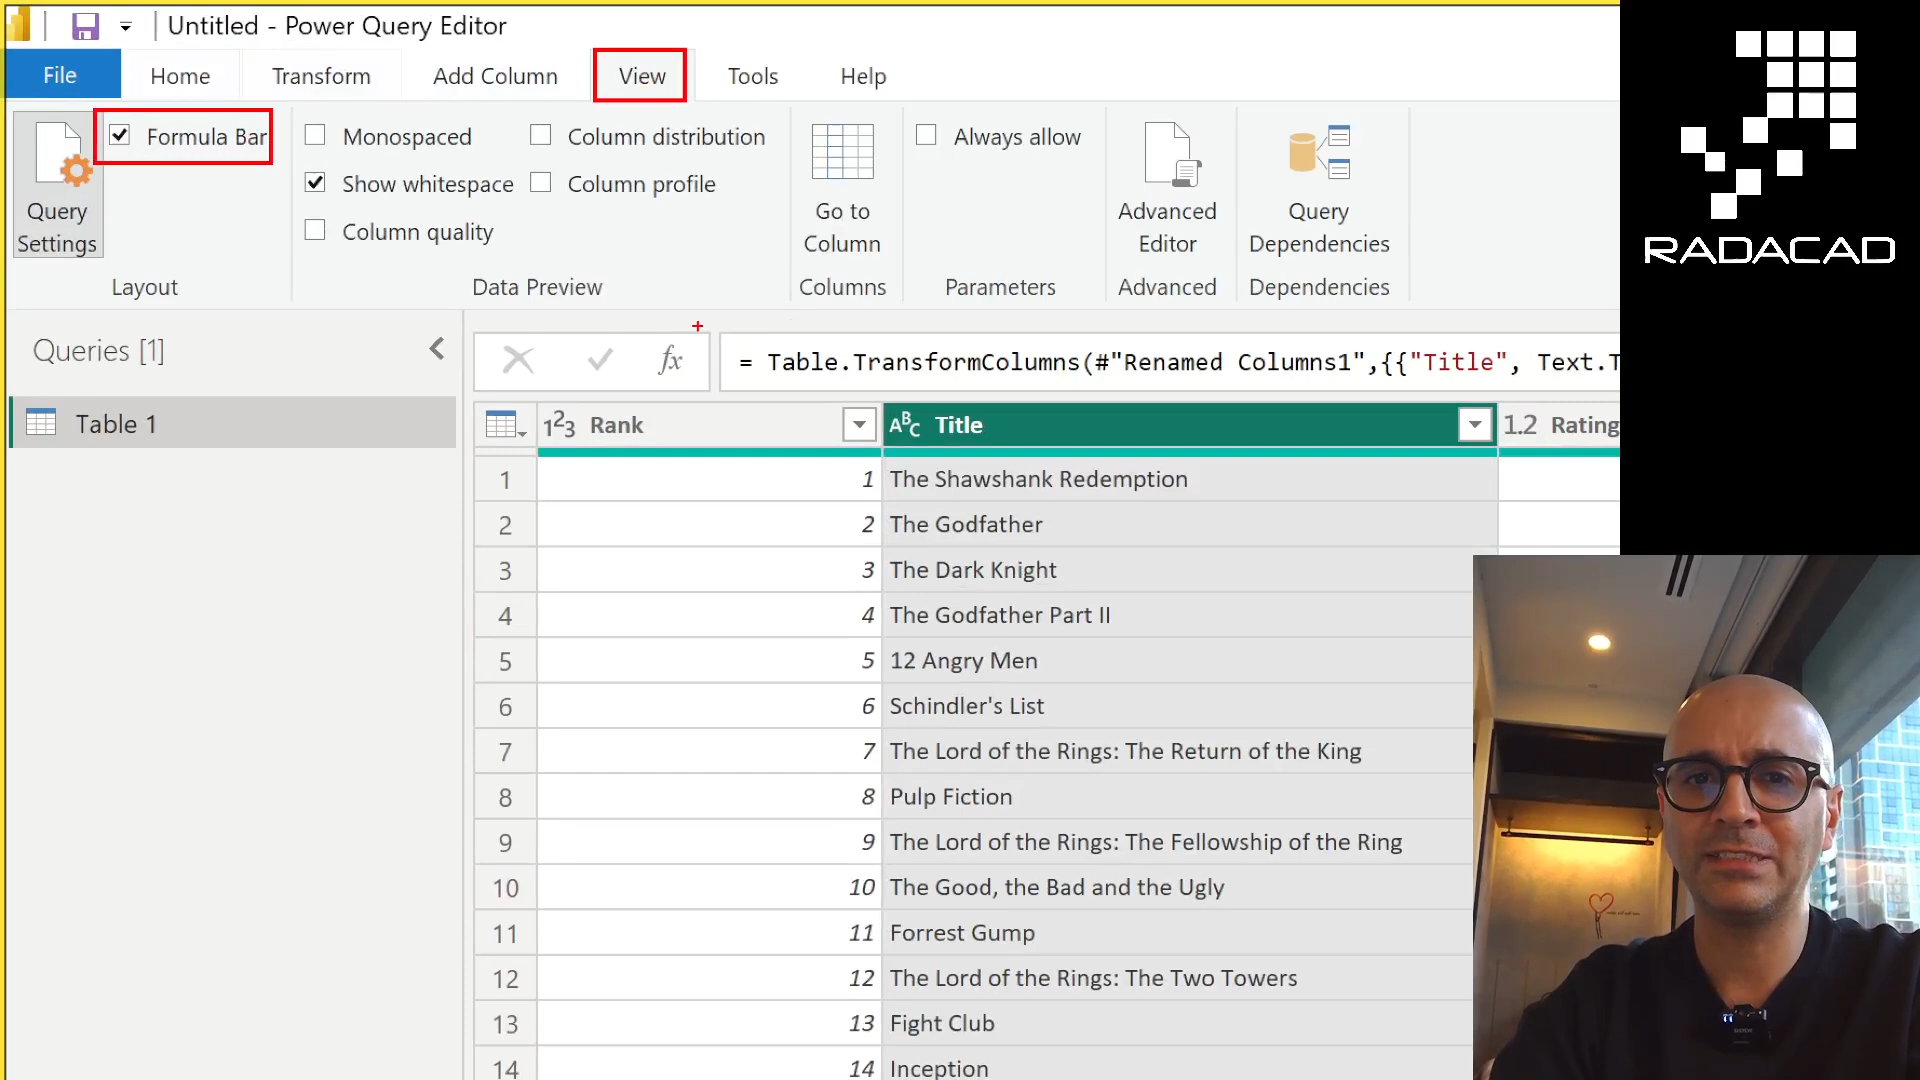 Untitled - Power Query Editor
File Home Transform Add Column View Tools Help
Query Settings
Formula Bar
Layout
Monospaced
Show whitespace
Column quality
Column distribution
Column profile
Data Preview
Go to Column
Columns
Always allow
Parameters
Advanced Editor
Advanced
Query Dependencies
Dependencies
RADACAD
Queries [1]
Table 1
fx = Table.TransformColumns(#"Renamed Columns1",{{"Title", Text.T
1²3 Rank ABC Title 1.2 Rating
1 1 The Shawshank Redemption
2 2 The Godfather
3 3 The Dark Knight
4 4 The Godfather Part II
5 5 12 Angry Men
6 6 Schindler's List
7 7 The Lord of the Rings: The Return of the King
8 8 Pulp Fiction
9 9 The Lord of the Rings: The Fellowship of the Ring
10 10 The Good, the Bad and the Ugly
11 11 Forrest Gump
12 12 The Lord of the Rings: The Two Towers
13 13 Fight Club
14 14 Inception